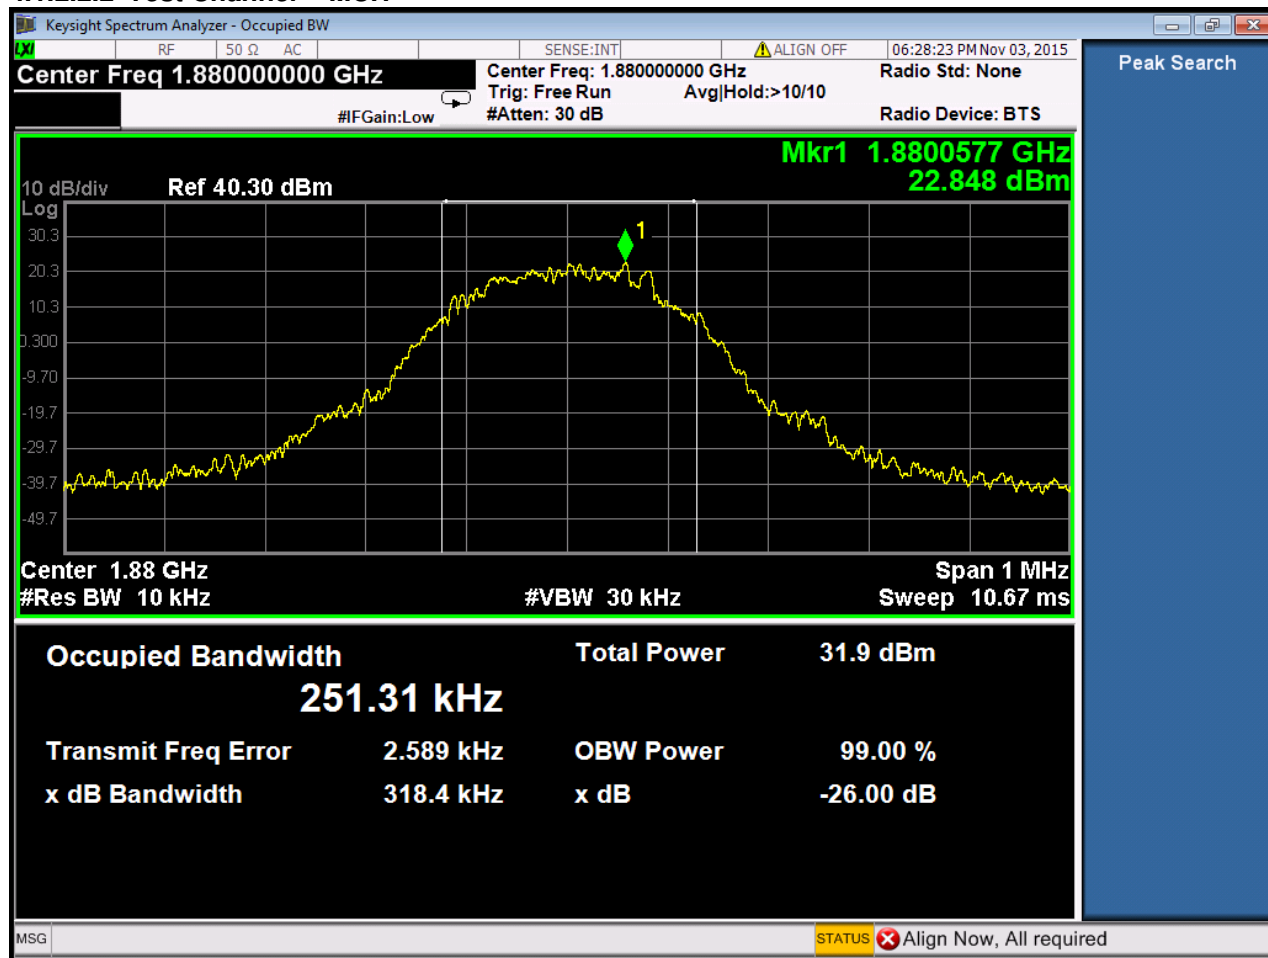 Keysight Spectrum Analyzer - Occupied BW
LXI RF 50 Ω AC SENSE:INT ALIGN OFF 06:28:23 PM Nov 03, 2015
Center Freq 1.880000000 GHz
Center Freq: 1.880000000 GHz
Radio Std: None
Trig: Free Run Avg|Hold:>10/10
#IFGain:Low
#Atten: 30 dB
Radio Device: BTS
Peak Search
Mkr1 1.8800577 GHz
22.848 dBm
10 dB/div Ref 40.30 dBm
Log
30.3
1
20.3
10.3
0.300
-9.70
-19.7
-29.7
-39.7
-49.7
Center 1.88 GHz Span 1 MHz
#Res BW 10 kHz #VBW 30 kHz Sweep 10.67 ms
Occupied Bandwidth Total Power 31.9 dBm
251.31 kHz
Transmit Freq Error 2.589 kHz OBW Power 99.00 %
x dB Bandwidth 318.4 kHz x dB -26.00 dB
MSG STATUS Align Now, All required